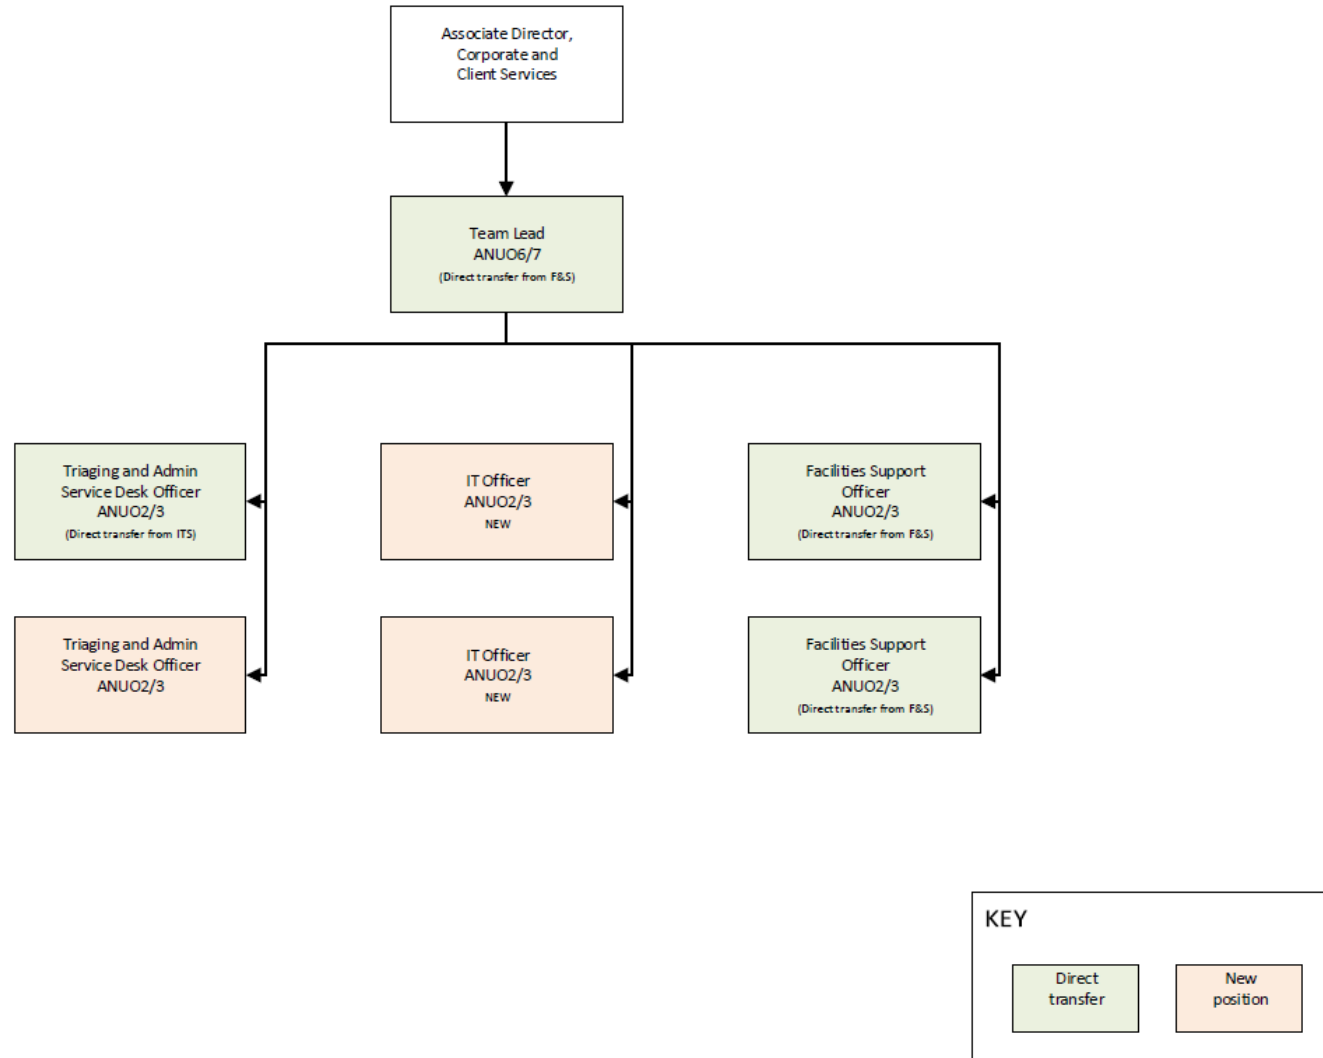 Associate Director,
Corporate and
Client Services
Team Lead
ANUO6/7
(Direct transfer from F&S)
Triaging and Admin
Service Desk Officer
ANUO2/3
(Direct transfer from ITS)
IT Officer
ANUO2/3
NEW
Facilities Support
Officer
ANUO2/3
(Direct transfer from F&S)
Triaging and Admin
Service Desk Officer
ANUO2/3
IT Officer
ANUO2/3
NEW
Facilities Support
Officer
ANUO2/3
(Direct transfer from F&S)
KEY
Direct
transfer
New
position